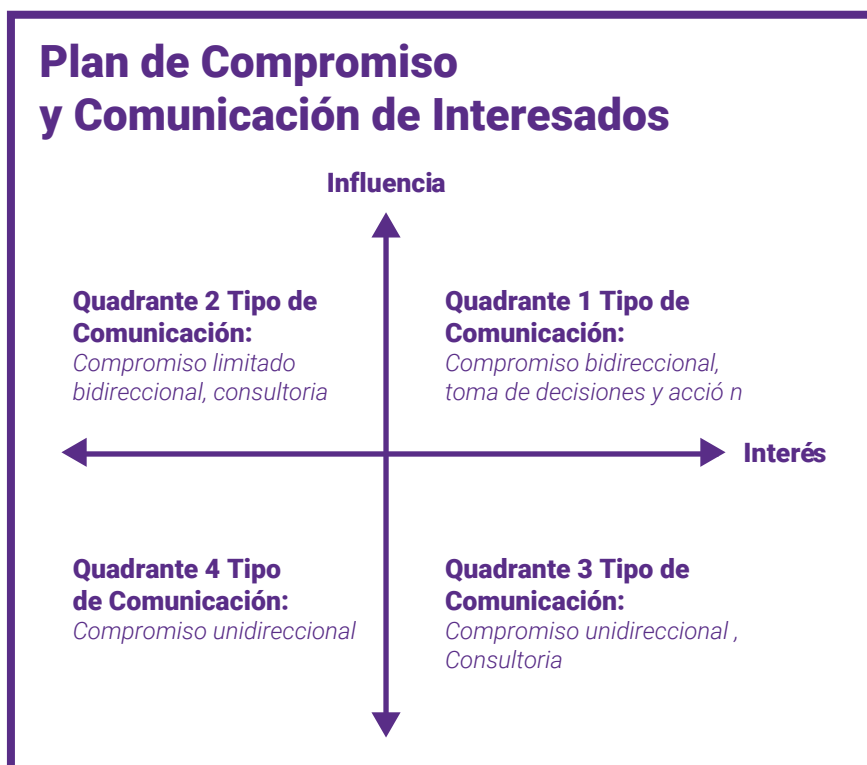 Plan de Compromiso
y Comunicación de Interesados
Influencia
Quadrante 2 Tipo de
Comunicación:
Compromiso limitado
bidireccional, consultoria
Quadrante 1 Tipo de
Comunicación:
Compromiso bidireccional,
toma de decisiones y acció n
Interés
Quadrante 4 Tipo
de Comunicación:
Compromiso unidireccional
Quadrante 3 Tipo de
Comunicación:
Compromiso unidireccional ,
Consultoria